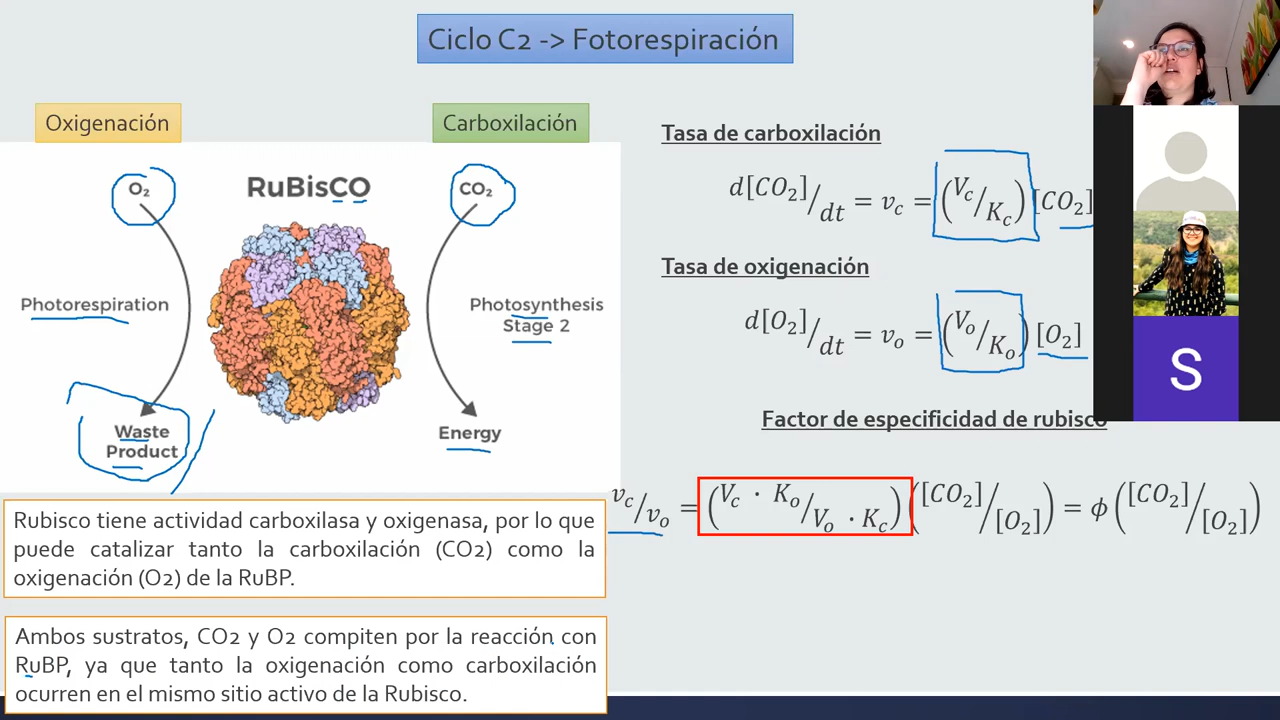 Ciclo C2 -> Fotorespiración
Oxigenación
Carboxilación
O₂
RuBisCO
CO₂
Photorespiration
Photosynthesis
Stage 2
Waste
Product
Energy
Rubisco tiene actividad carboxilasa y oxigenasa, por lo que
puede catalizar tanto la carboxilación (CO2) como la
oxigenación (O2) de la RuBP.
Ambos sustratos, CO2 y O2 compiten por la reacción con
RuBP, ya que tanto la oxigenación como carboxilación
ocurren en el mismo sitio activo de la Rubisco.
Tasa de carboxilación
d[CO₂]/dt = v_c = (V_c/K_c) [CO₂]
Tasa de oxigenación
d[O₂]/dt = v_o = (V_o/K_o) [O₂]
Factor de especificidad de rubisco
v_c/v_o = (V_c · K_o/V_o · K_c) ([CO₂]/[O₂]) = ϕ ([CO₂]/[O₂])
S